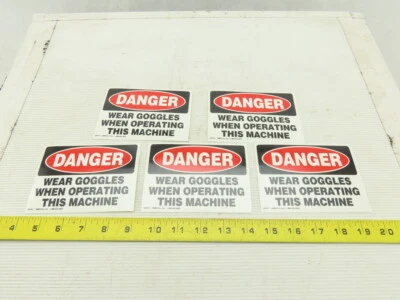 DANGER
WEAR GOGGLES
WHEN OPERATING
THIS MACHINE
DANGER
WEAR GOGGLES
WHEN OPERATING
THIS MACHINE
DANGER
WEAR GOGGLES
WHEN OPERATING
THIS MACHINE
DANGER
WEAR GOGGLES
WHEN OPERATING
THIS MACHINE
DANGER
WEAR GOGGLES
WHEN OPERATING
THIS MACHINE
4 5 6 7 8 9 10 11 12 13 14 15 16 17 18 19 20